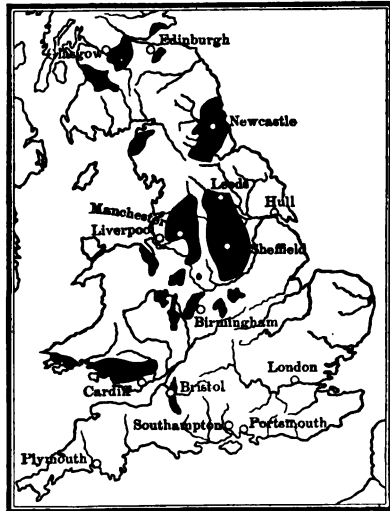 Edinburgh
Glasgow
Newcastle
Leeds
Hull
Manchester
Liverpool
Sheffield
Birmingham
London
Cardiff
Bristol
Southampton
Portsmouth
Plymouth